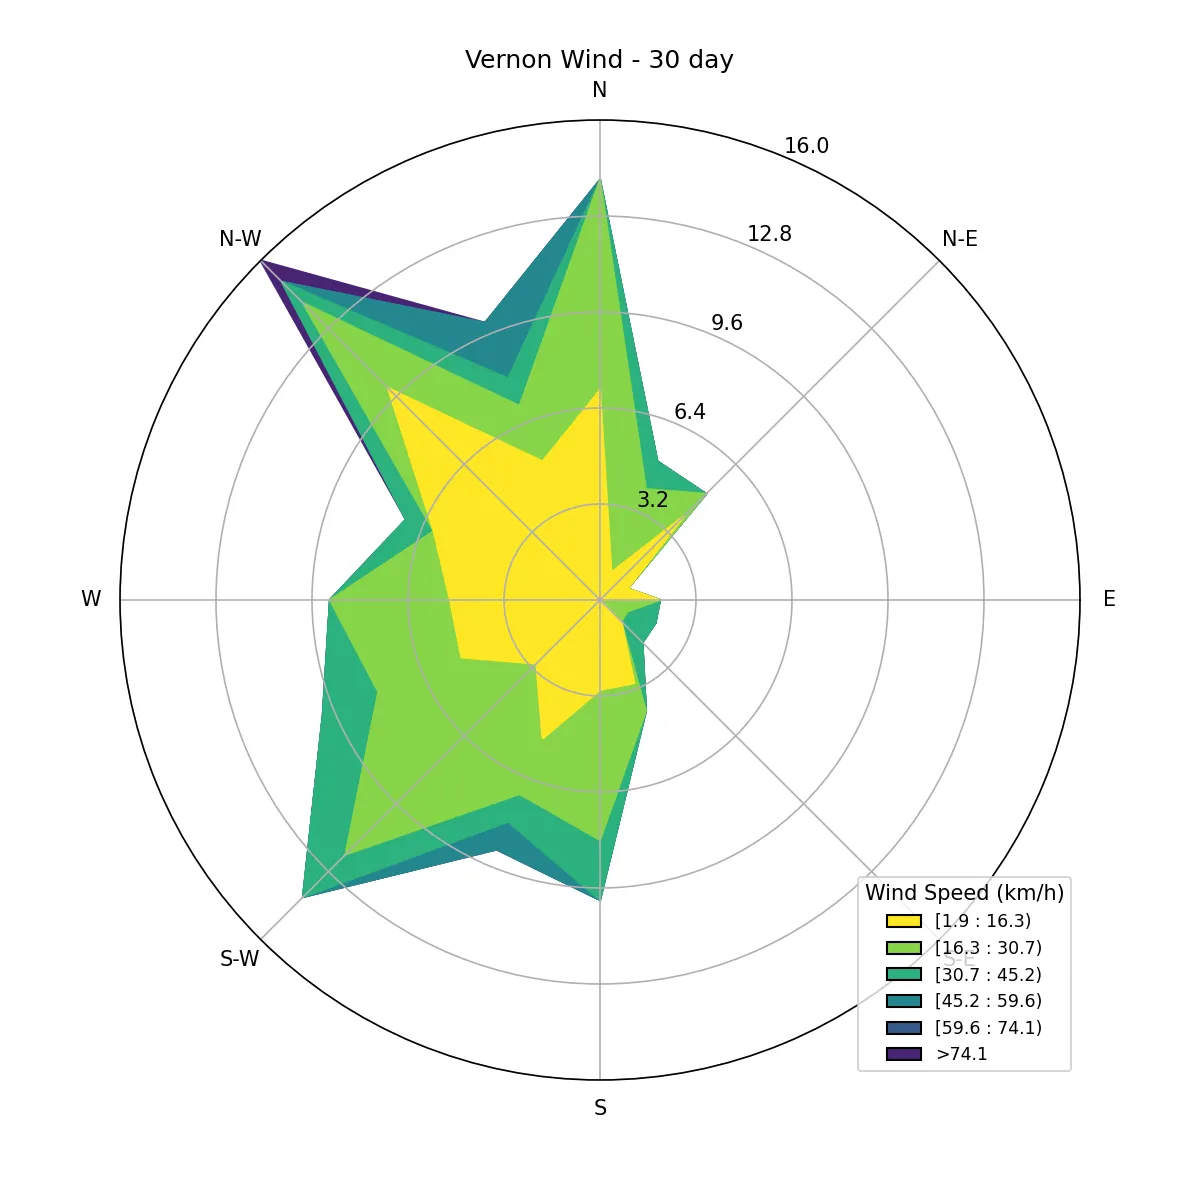 Vernon Wind - 30 day
N
16.0
12.8
N-W
N-E
9.6
6.4
3.2
W
E
Wind Speed (km/h)
[1.9 : 16.3)
[16.3 : 30.7)
S-W
S-E
[30.7 : 45.2)
[45.2 : 59.6)
[59.6 : 74.1)
>74.1
S